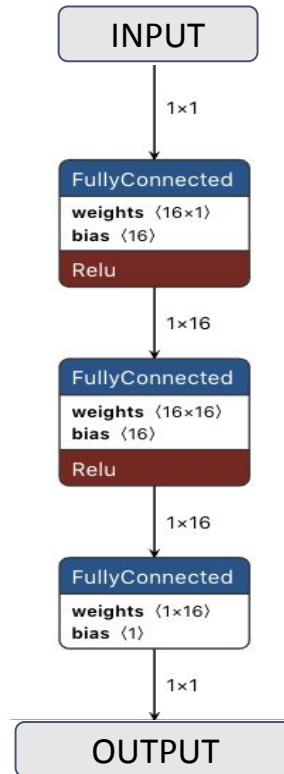 INPUT
1×1
FullyConnected
weights ⟨16×1⟩
bias ⟨16⟩
Relu
1×16
FullyConnected
weights ⟨16×16⟩
bias ⟨16⟩
Relu
1×16
FullyConnected
weights ⟨1×16⟩
bias ⟨1⟩
1×1
OUTPUT